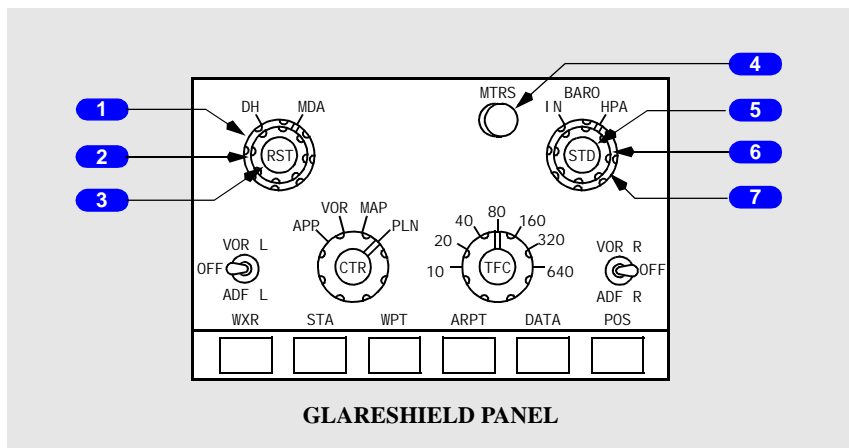 4
MTRS
BARO
IN HPA
DH MDA
1
5
2
RST
STD
6
3
7
VOR MAP
APP PLN
40 80 160
20 320
10 640
VOR L
OFF
ADF L
CTR
TFC
VOR R
OFF
ADF R
WXR STA WPT ARPT DATA POS
GLARESHIELD PANEL